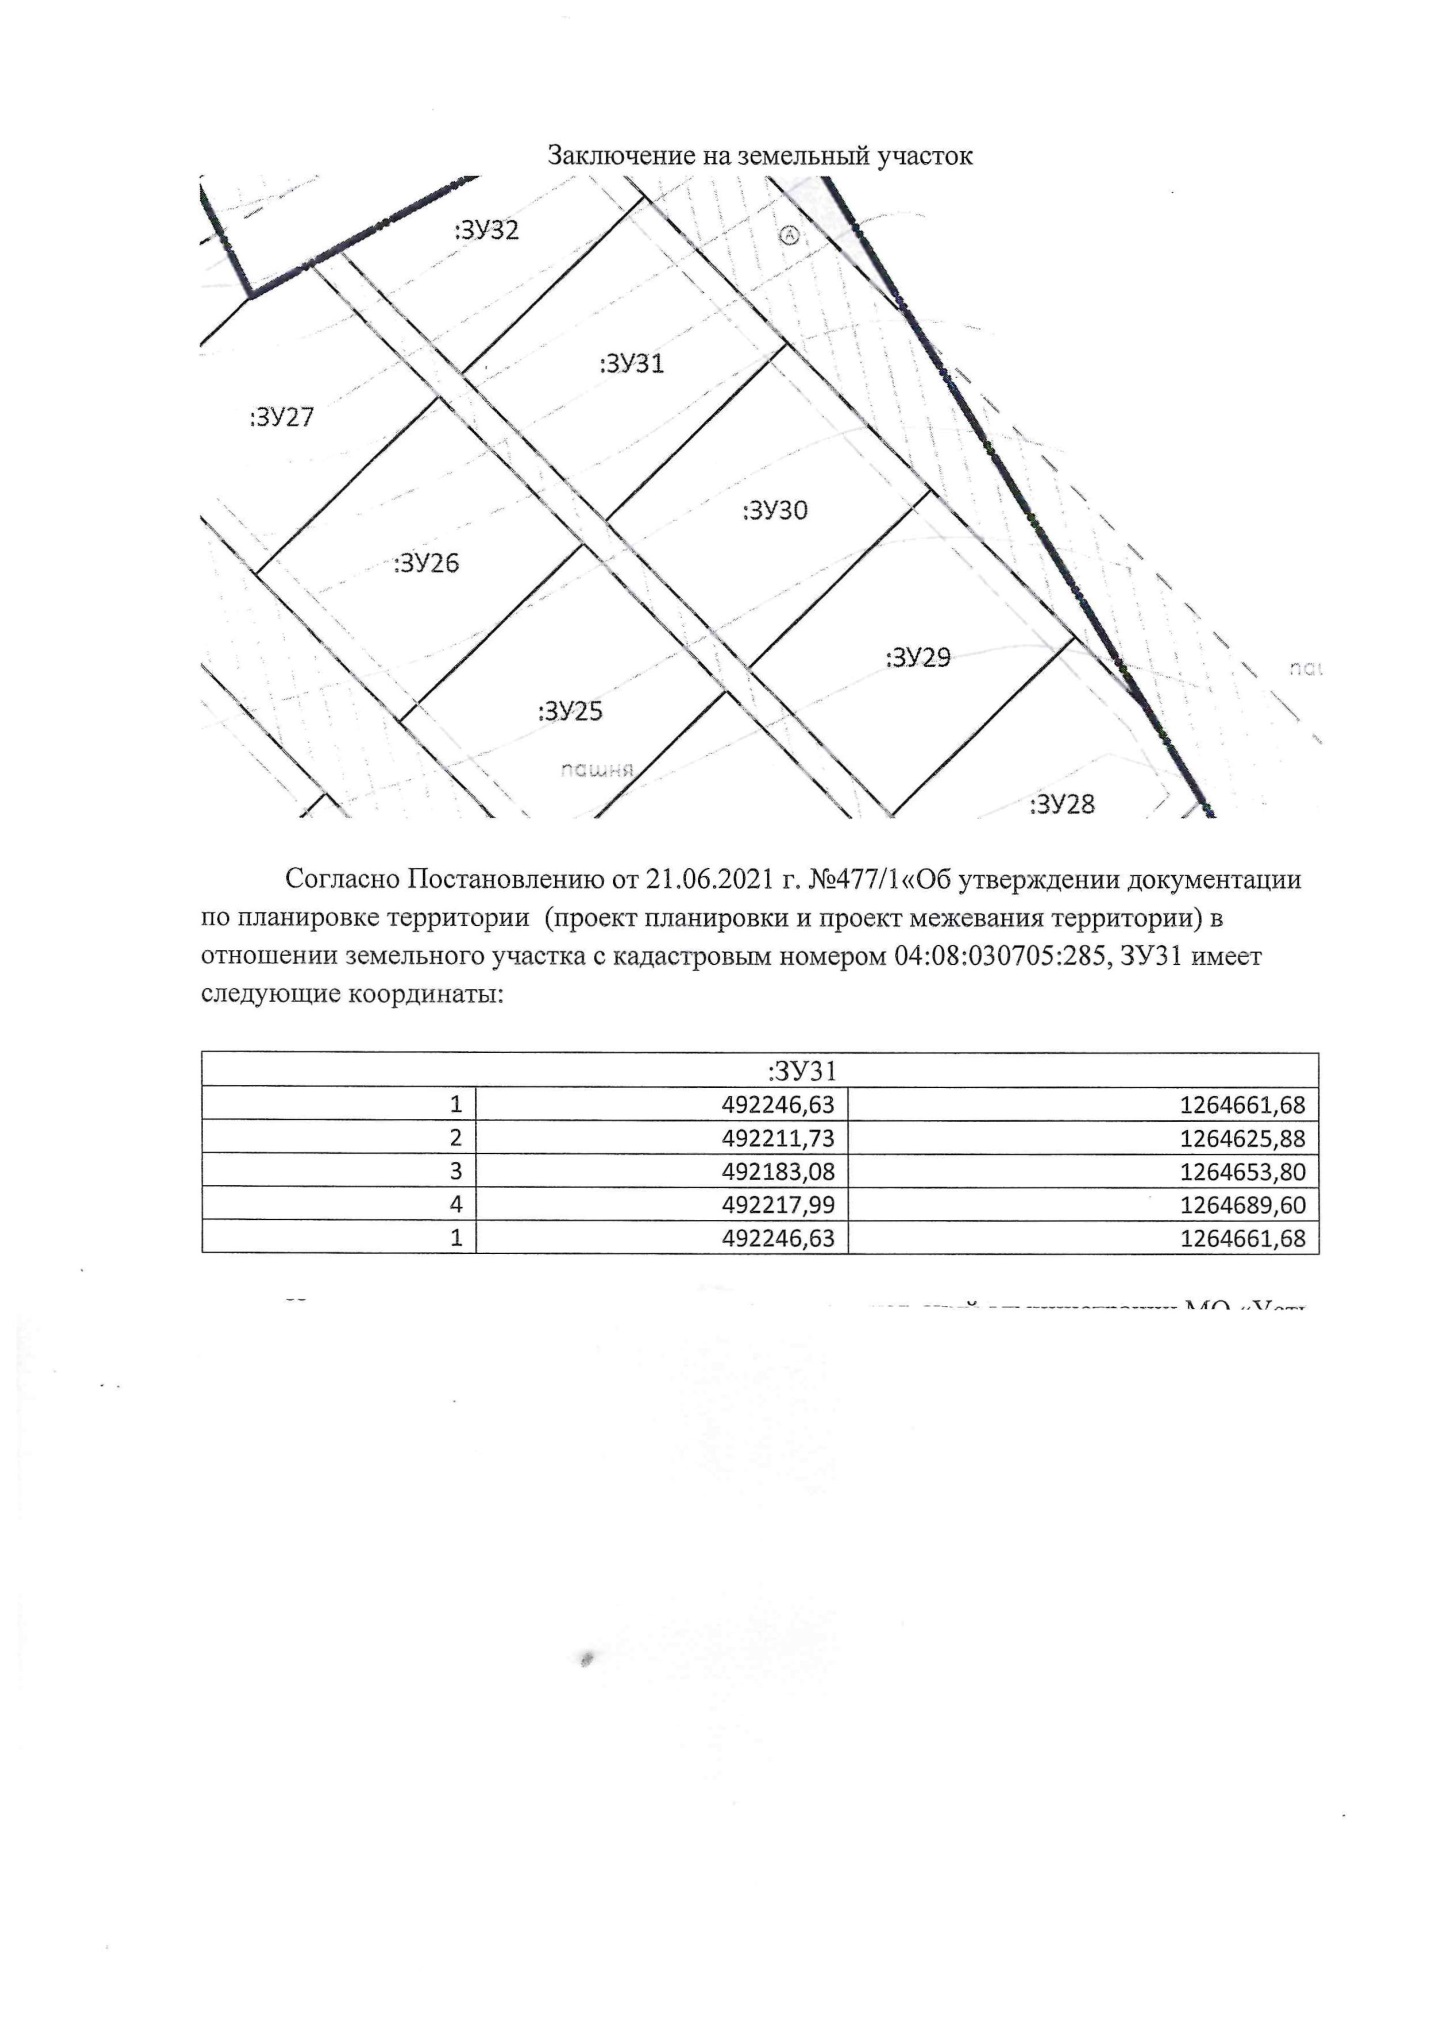 Заключение на земельный участок
:ЗУ32
А
:ЗУ31
:ЗУ27
:ЗУ30
:ЗУ26
:ЗУ29
:ЗУ25
пашня
:ЗУ28
Согласно Постановлению от 21.06.2021 г. №477/1«Об утверждении документации
по планировке территории (проект планировки и проект межевания территории) в
отношении земельного участка с кадастровым номером 04:08:030705:285, ЗУ31 имеет
следующие координаты:
:ЗУ31
1 492246,63 1264661,68
2 492211,73 1264625,88
3 492183,08 1264653,80
4 492217,99 1264689,60
1 492246,63 1264661,68